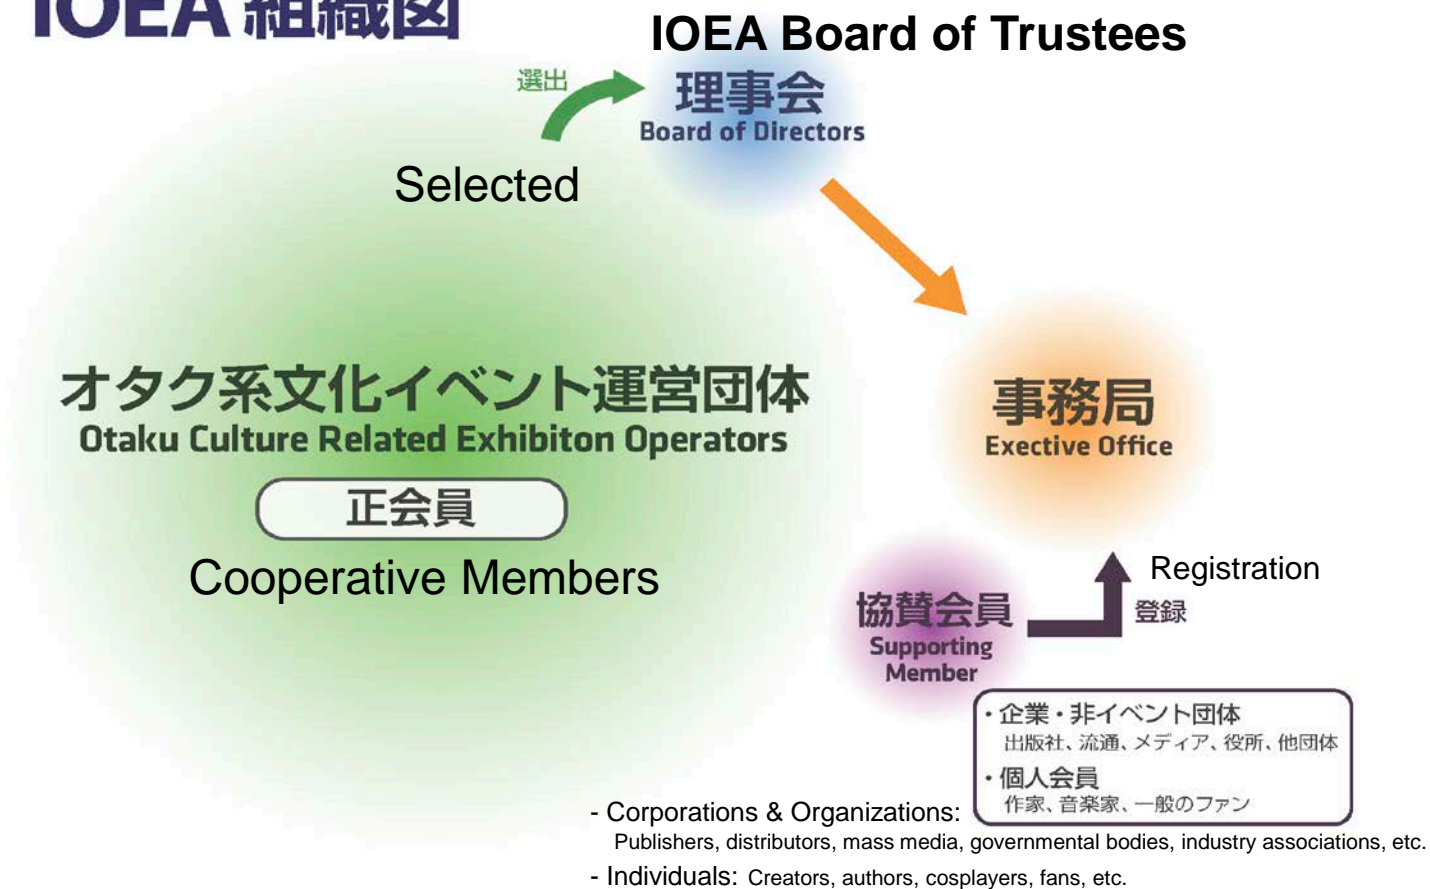 IOEA 組織図
IOEA Board of Trustees
選出
理事会
Board of Directors
Selected
オタク系文化イベント運営団体
Otaku Culture Related Exhibiton Operators
正会員
Cooperative Members
事務局
Exective Office
Registration
登録
協賛会員
Supporting
Member
・企業・非イベント団体
出版社、流通、メディア、役所、他団体
・個人会員
作家、音楽家、一般のファン
- Corporations & Organizations:
Publishers, distributors, mass media, governmental bodies, industry associations, etc.
- Individuals: Creators, authors, cosplayers, fans, etc.